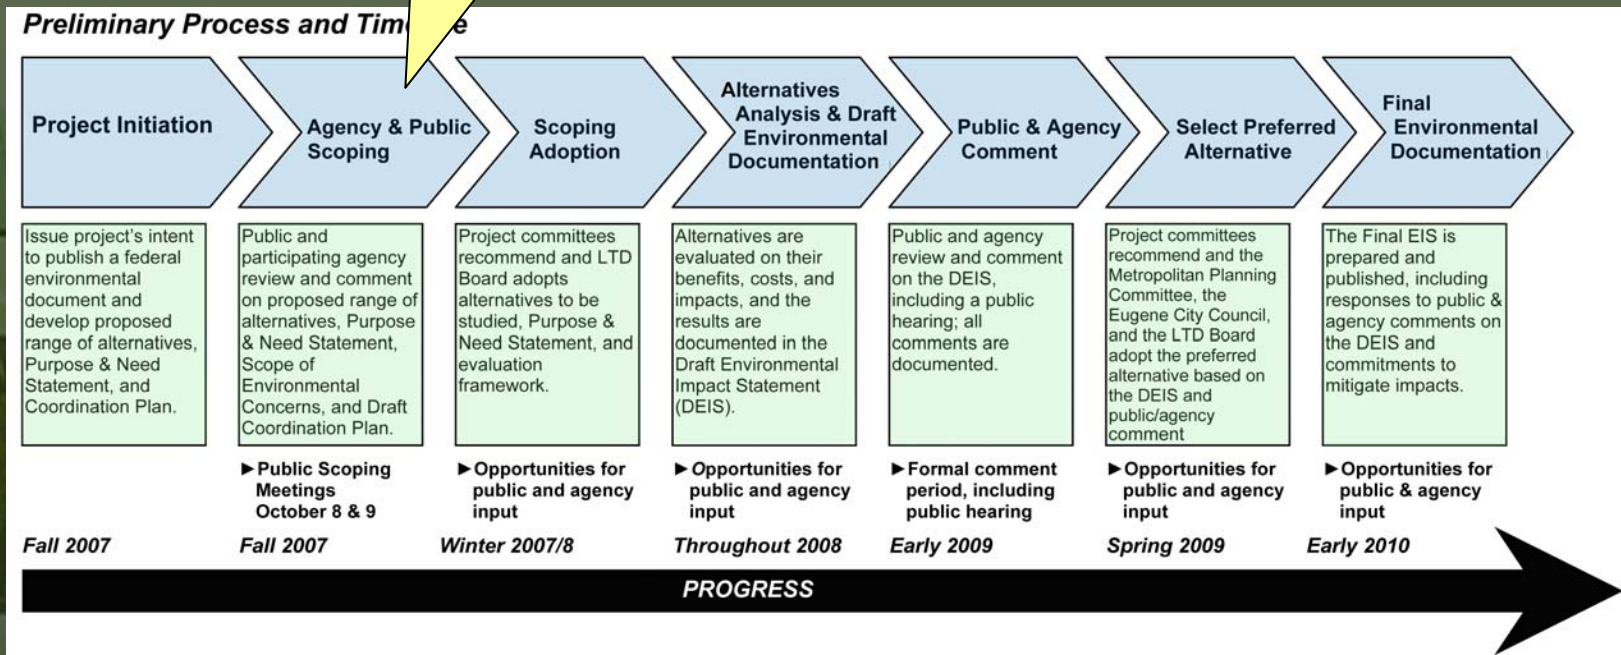 Preliminary Process and
Project Initiation
Issue project's intent
to publish a federal
environmental
document and
develop proposed
range of alternatives,
Purpose & Need
Statement, and
Coordination Plan.
Fall 2007
Agency & Public
Scoping
Public and
participating agency
review and comment
on proposed range of
alternatives, Purpose
& Need Statement,
Scope of
Environmental
Concerns, and Draft
Coordination Plan.
►Public Scoping
Meetings
October 8 & 9
Fall 2007
Scoping
Adoption
Project committees
recommend and LTD
Board adopts
alternatives to be
studied, Purpose &
Need Statement, and
evaluation
framework.
►Opportunities for
public and agency
input
Winter 2007/8
Alternatives
Analysis & Draft
Environmental
Documentation
Alternatives are
evaluated on their
benefits, costs, and
impacts, and the
results are
documented in the
Draft Environmental
Impact Statement
(DEIS).
►Opportunities for
public and agency
input
Throughout 2008
Public & Agency
Comment
Public and agency
review and comment
on the DEIS,
including a public
hearing; all
comments are
documented.
►Formal comment
period, including
public hearing
Early 2009
Select Preferred
Alternative
Project committees
recommend and the
Metropolitan Planning
Committee, the
Eugene City Council,
and the LTD Board
adopt the preferred
alternative based on
the DEIS and
public/agency
comment
►Opportunities for
public and agency
input
Spring 2009
Final
Environmental
Documentation
The Final EIS is
prepared and
published, including
responses to public &
agency comments on
the DEIS and
commitments to
mitigate impacts.
►Opportunities for
public & agency
input
Early 2010
PROGRESS